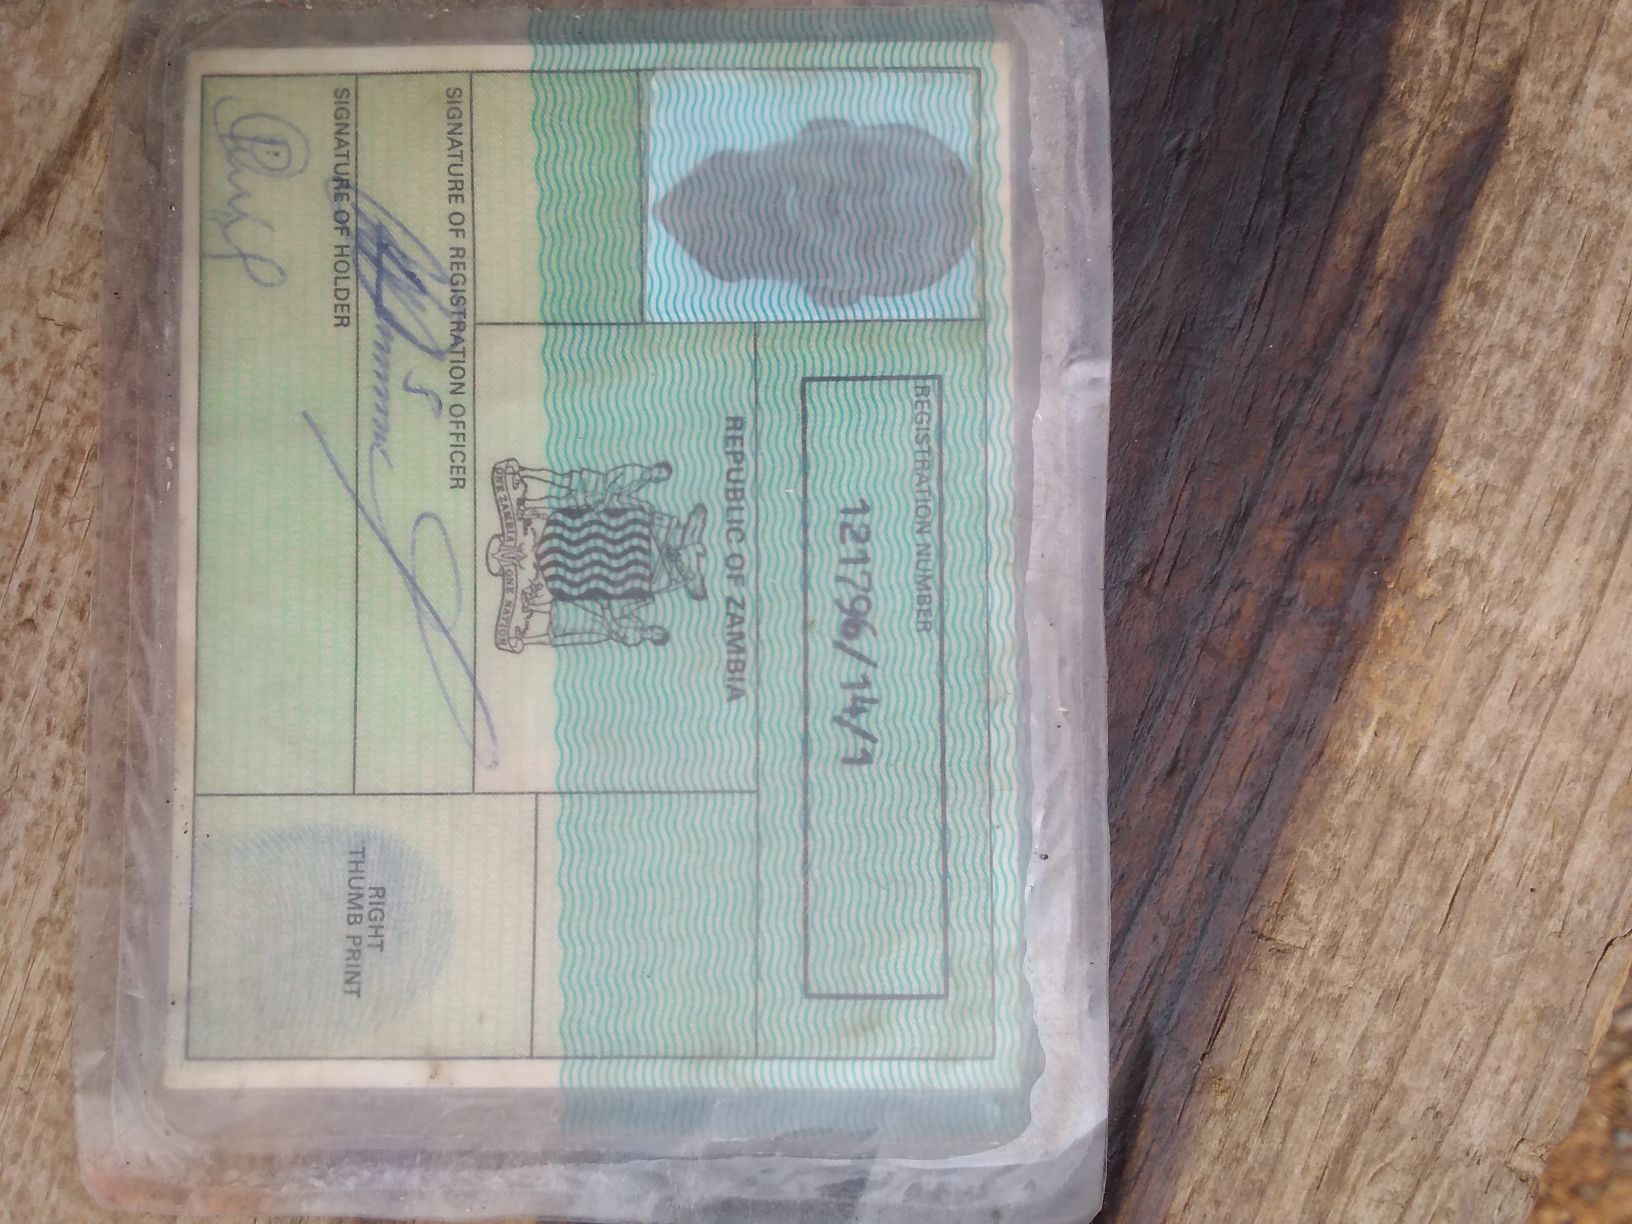 REGISTRATION NUMBER
121796/14/1
REPUBLIC OF ZAMBIA
ONE ZAMBIA ONE NATION
SIGNATURE OF REGISTRATION OFFICER
SIGNATURE OF HOLDER
RIGHT
THUMB PRINT